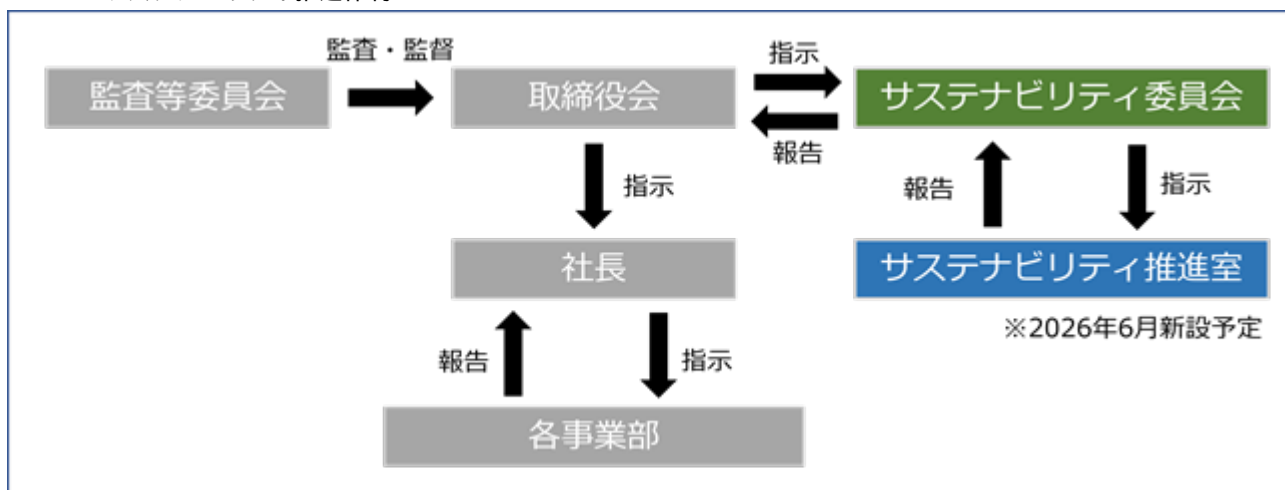 監査・監督
指示
監査等委員会
取締役会
サステナビリティ委員会
報告
指示
報告
指示
社長
サステナビリティ推進室
※2026年6月新設予定
報告
指示
各事業部